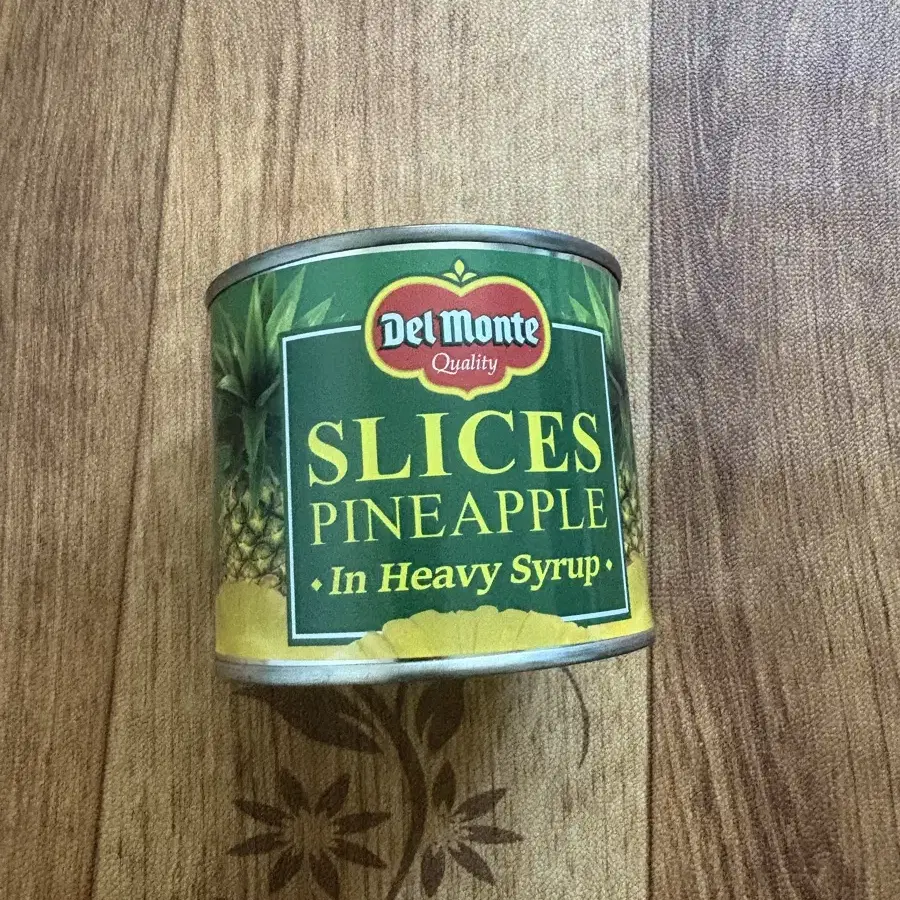 Del Monte
Quality
SLICES
PINEAPPLE
In Heavy Syrup